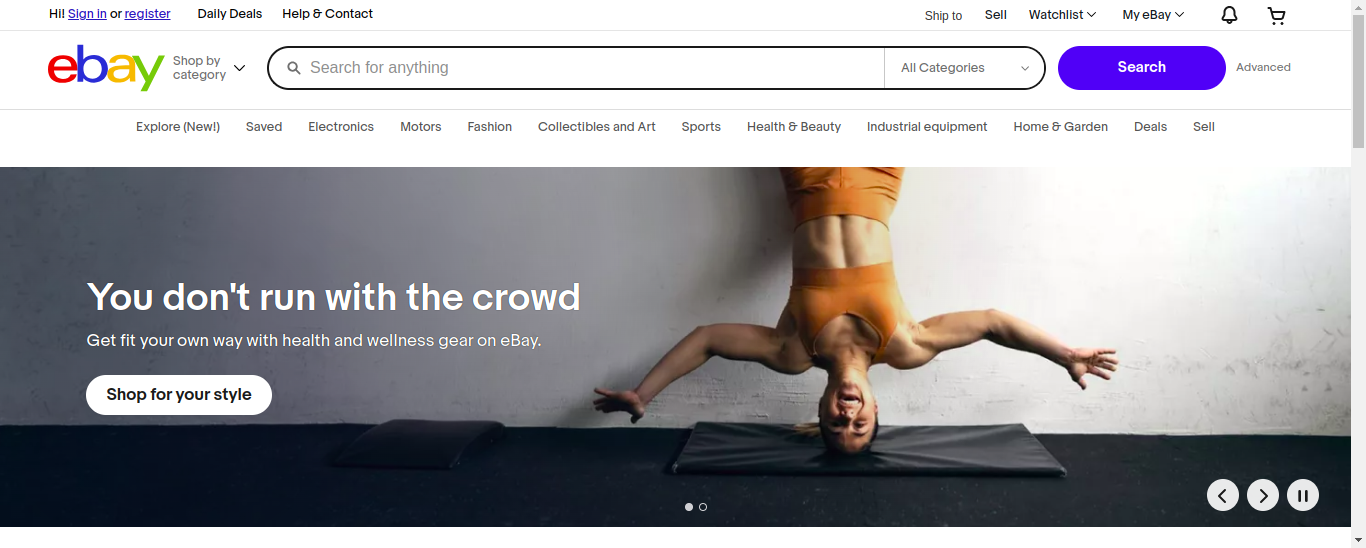 Hi! Sign in or register Daily Deals Help & Contact Ship to Sell Watchlist My eBay
ebay Shop by category Search for anything All Categories Search Advanced
Explore (New!) Saved Electronics Motors Fashion Collectibles and Art Sports Health & Beauty Industrial equipment Home & Garden Deals Sell
You don't run with the crowd
Get fit your own way with health and wellness gear on eBay.
Shop for your style